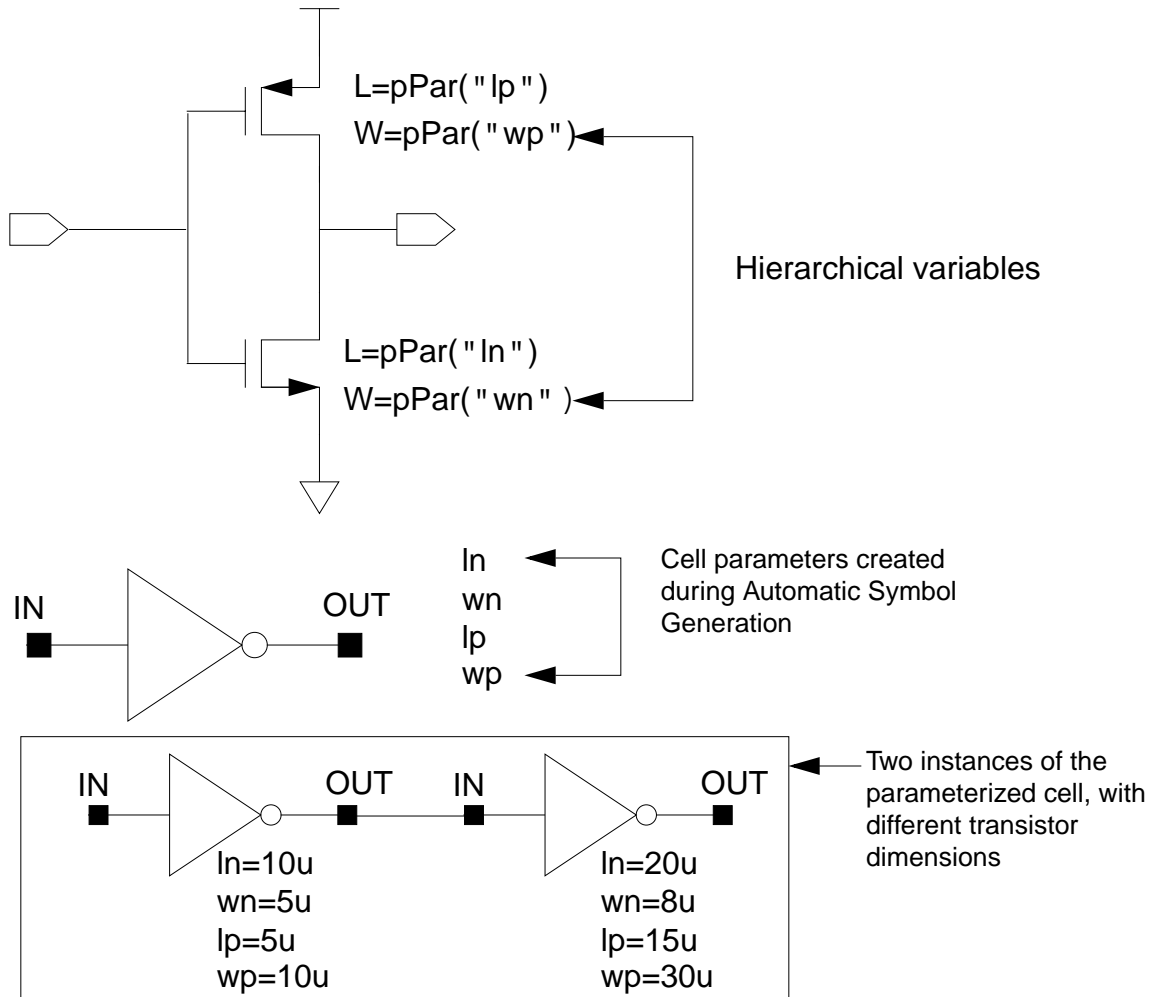 L=pPar("lp")
W=pPar("wp")
Hierarchical variables
L=pPar("ln")
W=pPar("wn" )
ln
wn
lp
wp
Cell parameters created
during Automatic Symbol
Generation
IN
OUT
IN
OUT
IN
OUT
ln=10u
wn=5u
lp=5u
wp=10u
ln=20u
wn=8u
lp=15u
wp=30u
Two instances of the
parameterized cell, with
different transistor
dimensions